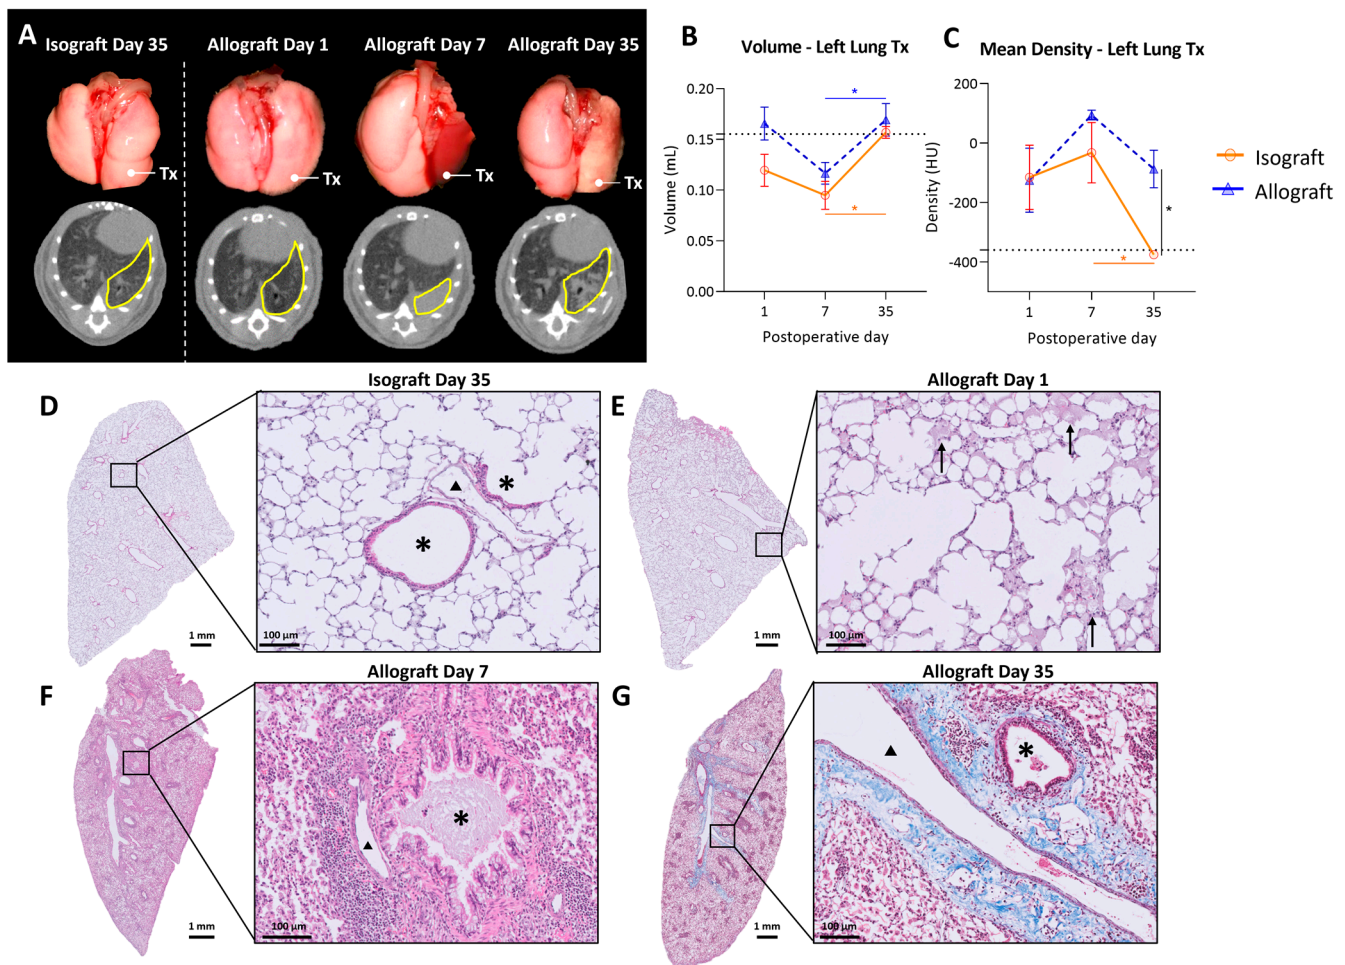 A
Isograft Day 35
Allograft Day 1
Allograft Day 7
Allograft Day 35
Tx
Tx
Tx
Tx
B
Volume - Left Lung Tx
Volume (mL)
0.20
0.15
0.10
0.05
0.00
*
*
1
7
35
Postoperative day
C
Mean Density - Left Lung Tx
Density (HU)
200
0
-200
-400
*
*
1
7
35
Postoperative day
Isograft
Allograft
D
Isograft Day 35
*
*
1 mm
100 µm
E
Allograft Day 1
1 mm
100 µm
F
Allograft Day 7
*
1 mm
100 µm
G
Allograft Day 35
*
1 mm
100 µm